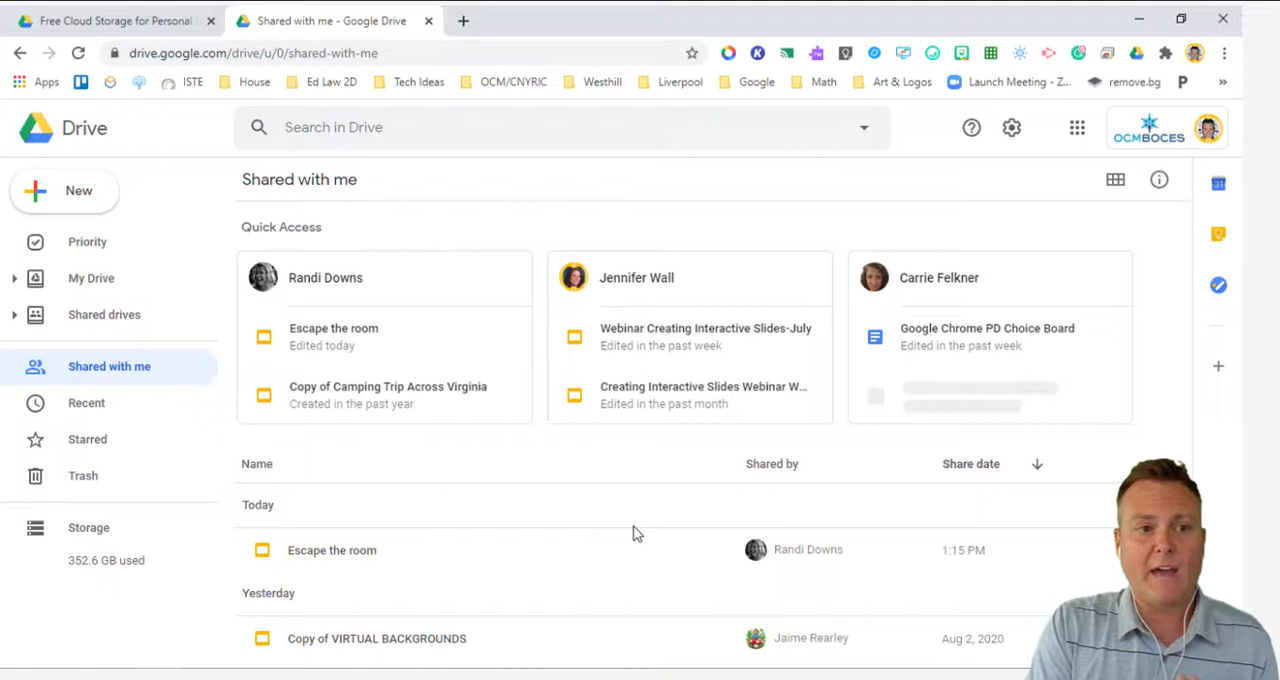 Free Cloud Storage for Personal
Shared with me - Google Drive
drive.google.com/drive/u/0/shared-with-me
Apps
ISTE
House
Ed Law 2D
Tech Ideas
OCM/CNYRIC
Westhill
Liverpool
Google
Math
Art & Logos
Launch Meeting - Z...
remove.bg
Drive
Search in Drive
OCMBOCES
New
Shared with me
Priority
My Drive
Shared drives
Shared with me
Recent
Starred
Trash
Storage
352.6 GB used
Quick Access
Randi Downs
Escape the room
Edited today
Copy of Camping Trip Across Virginia
Created in the past year
Jennifer Wall
Webinar Creating Interactive Slides-July
Edited in the past week
Creating Interactive Slides Webinar W...
Edited in the past month
Carrie Felkner
Google Chrome PD Choice Board
Edited in the past week
Name Shared by Share date
Today
Escape the room Randi Downs 1:15 PM
Yesterday
Copy of VIRTUAL BACKGROUNDS Jaime Rearley Aug 2, 2020
31